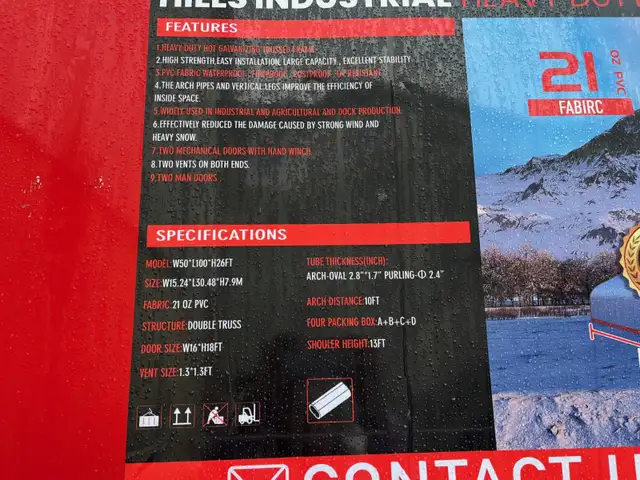 HILLS INDUSTRIAL HEAVY DUTY
FEATURES
1.HEAVY DUTY HOT GALVANIZING TRUSSED FRAME.
2.HIGH STRENGTH,EASY INSTALLATION, LARGE CAPACITY , EXCELLENT STABILITY.
3.PVC FABRIC WATERPROOF , FIREPROOF , RUSTPROOF , UV RESISTANT.
4.THE ARCH PIPES AND VERTICAL LEGS IMPROVE THE EFFICIENCY OF
INSIDE SPACE.
5. WIDELY USED IN INDUSTRIAL AND AGRICULTURAL AND DOCK PRODUCTION.
6.EFFECTIVELY REDUCED THE DAMAGE CAUSED BY STRONG WIND AND
HEAVY SNOW.
7.TWO MECHANICAL DOORS WITH HAND WINCH.
8.TWO VENTS ON BOTH ENDS.
9.TWO MAN DOORS .
21
OZ PVC
FABIRC
SPECIFICATIONS
MODEL:W50*L100*H26FT
SIZE:W15.24*L30.48*H7.9M
FABRIC:21 OZ PVC
STRUCTURE:DOUBLE TRUSS
DOOR SIZE:W16*H18FT
VENT SIZE:1.3*1.3FT
TUBE THICKNESS(INCH):
ARCH-OVAL 2.8"*1.7" PURLING-Φ 2.4"
ARCH DISTANCE:10FT
FOUR PACKING BOX:A+B+C+D
SHOULER HEIGHT:13FT
CONTACT U